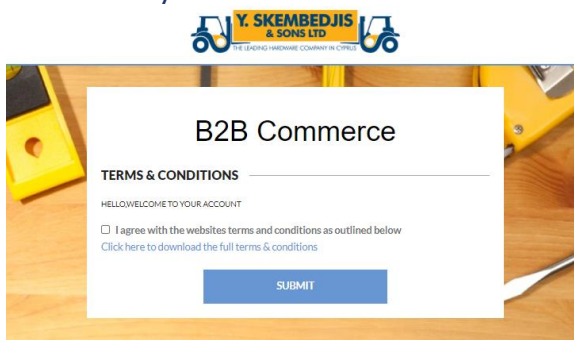 Y. SKEMBEDJIS
& SONS LTD
THE LEADING HARDWARE COMPANY IN CYPRUS
B2B Commerce
TERMS & CONDITIONS
HELLO,WELCOME TO YOUR ACCOUNT
I agree with the websites terms and conditions as outlined below
Click here to download the full terms & conditions
SUBMIT